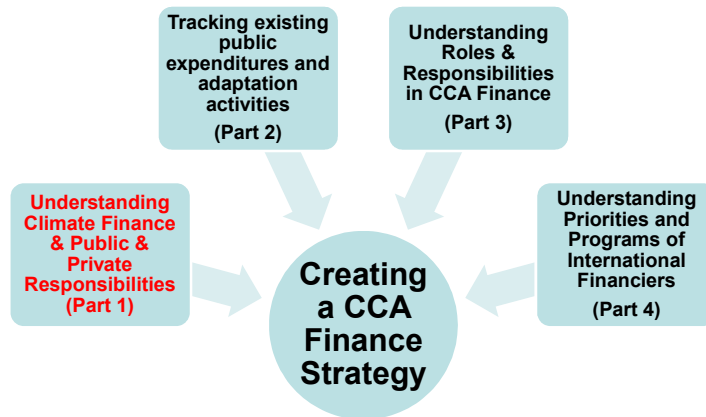 Tracking existing
public
expenditures and
adaptation
activities
(Part 2)
Understanding
Roles &
Responsibilities
in CCA Finance
(Part 3)
Understanding
Climate Finance
& Public &
Private
Responsibilities
(Part 1)
Understanding
Priorities and
Programs of
International
Financiers
(Part 4)
Creating
a CCA
Finance
Strategy